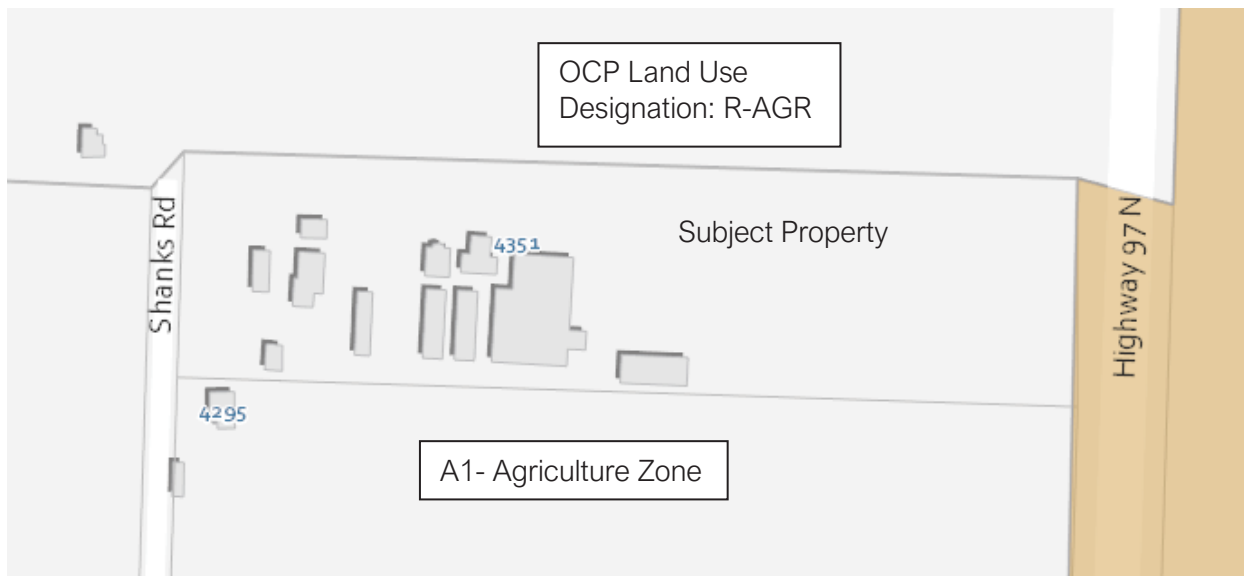 OCP Land Use
Designation: R-AGR
Subject Property
4351
Shanks Rd
Highway 97 N
4295
A1- Agriculture Zone